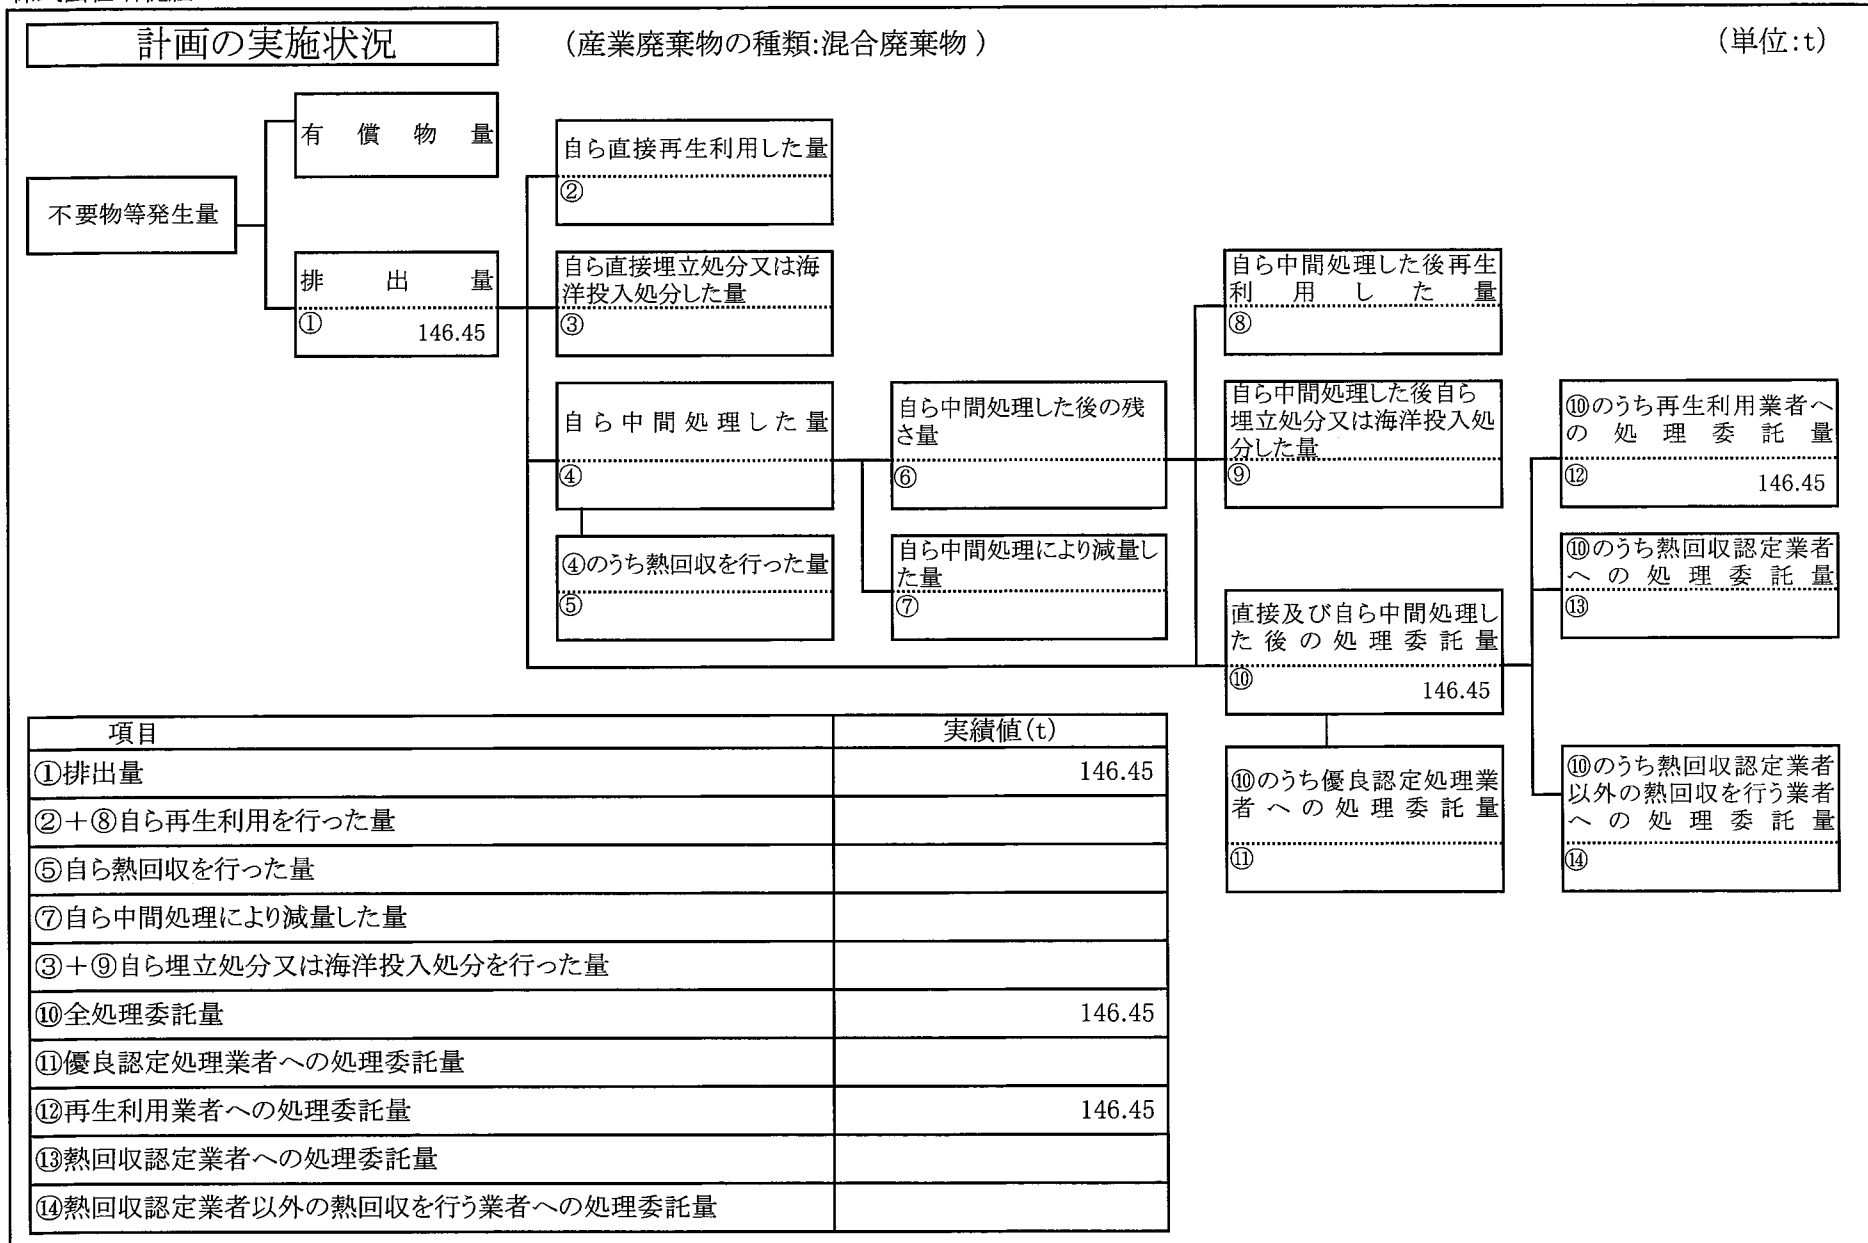 計画の実施状況
(産業廃棄物の種類:混合廃棄物 )
(単位:t)
不要物等発生量
有償物量
排出量
①
146.45
自ら直接再生利用した量
②
自ら直接埋立処分又は海
洋投入処分した量
③
自ら中間処理した量
④
④のうち熱回収を行った量
⑤
自ら中間処理した後の残
さ量
⑥
自ら中間処理により減量し
た量
⑦
自ら中間処理した後再生
利用した量
⑧
自ら中間処理した後自ら
埋立処分又は海洋投入処
分した量
⑨
直接及び自ら中間処理し
た後の処理委託量
⑩
146.45
⑩のうち優良認定処理業
者への処理委託量
⑪
⑩のうち再生利用業者へ
の処理委託量
⑫
146.45
⑩のうち熱回収認定業者
への処理委託量
⑬
⑩のうち熱回収認定業者
以外の熱回収を行う業者
への処理委託量
⑭
項目 実績値(t)
①排出量 146.45
②+⑧自ら再生利用を行った量
⑤自ら熱回収を行った量
⑦自ら中間処理により減量した量
③+⑨自ら埋立処分又は海洋投入処分を行った量
⑩全処理委託量 146.45
⑪優良認定処理業者への処理委託量
⑫再生利用業者への処理委託量 146.45
⑬熱回収認定業者への処理委託量
⑭熱回収認定業者以外の熱回収を行う業者への処理委託量